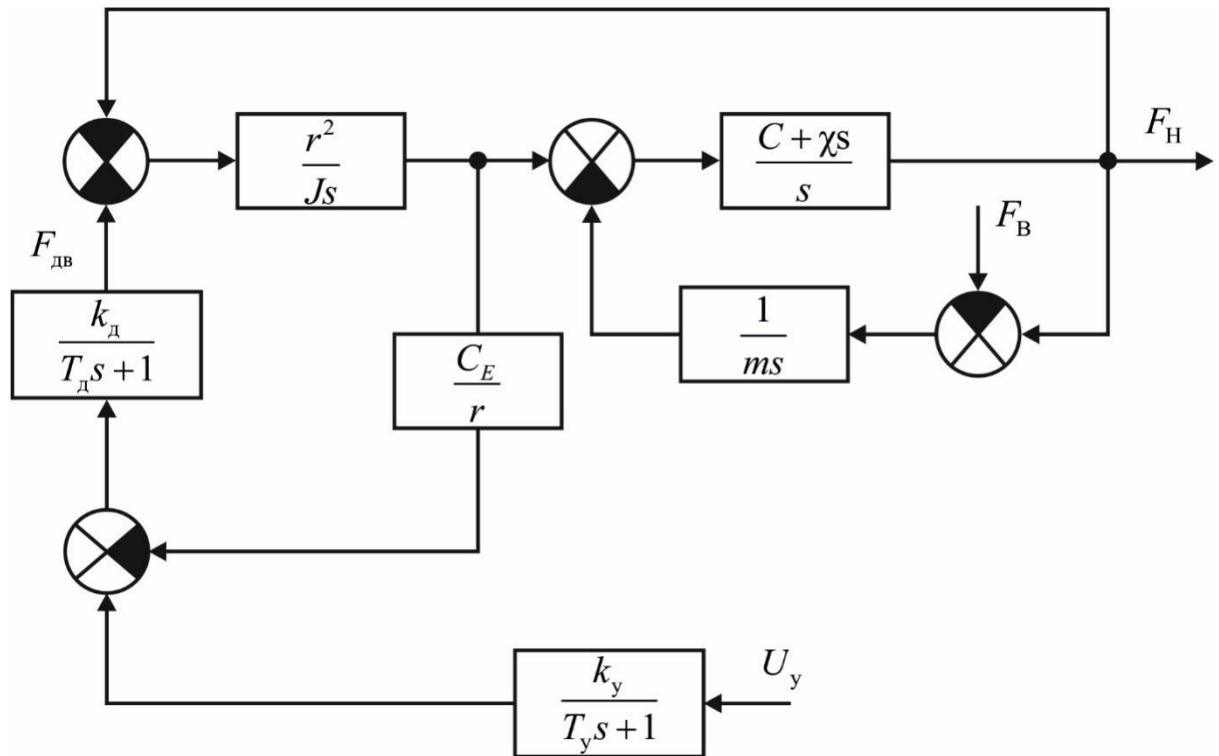 F_Н
r²
Js
C + χs
s
F_В
F_дв
k_д
T_д s + 1
C_E
r
1
ms
k_у
T_у s + 1
U_у